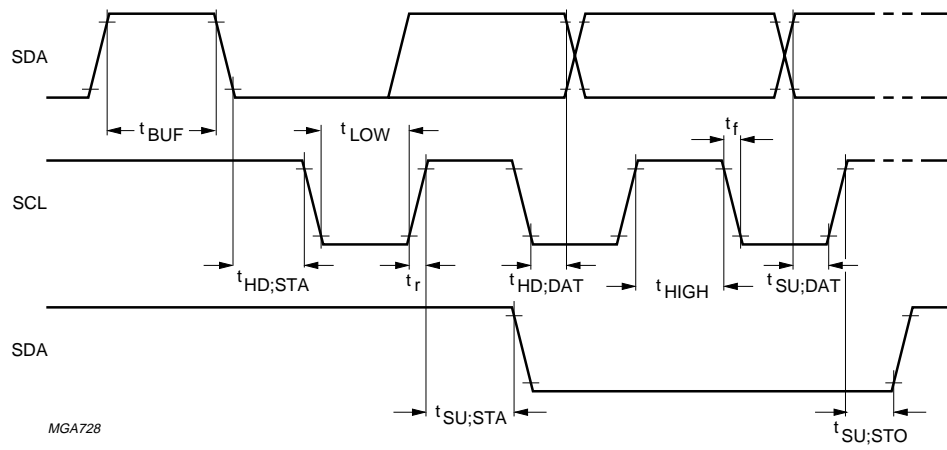 SDA
t BUF
t LOW
t f
SCL
t HD;STA
t r
t HD;DAT
t HIGH
t SU;DAT
SDA
t SU;STA
t SU;STO
MGA728